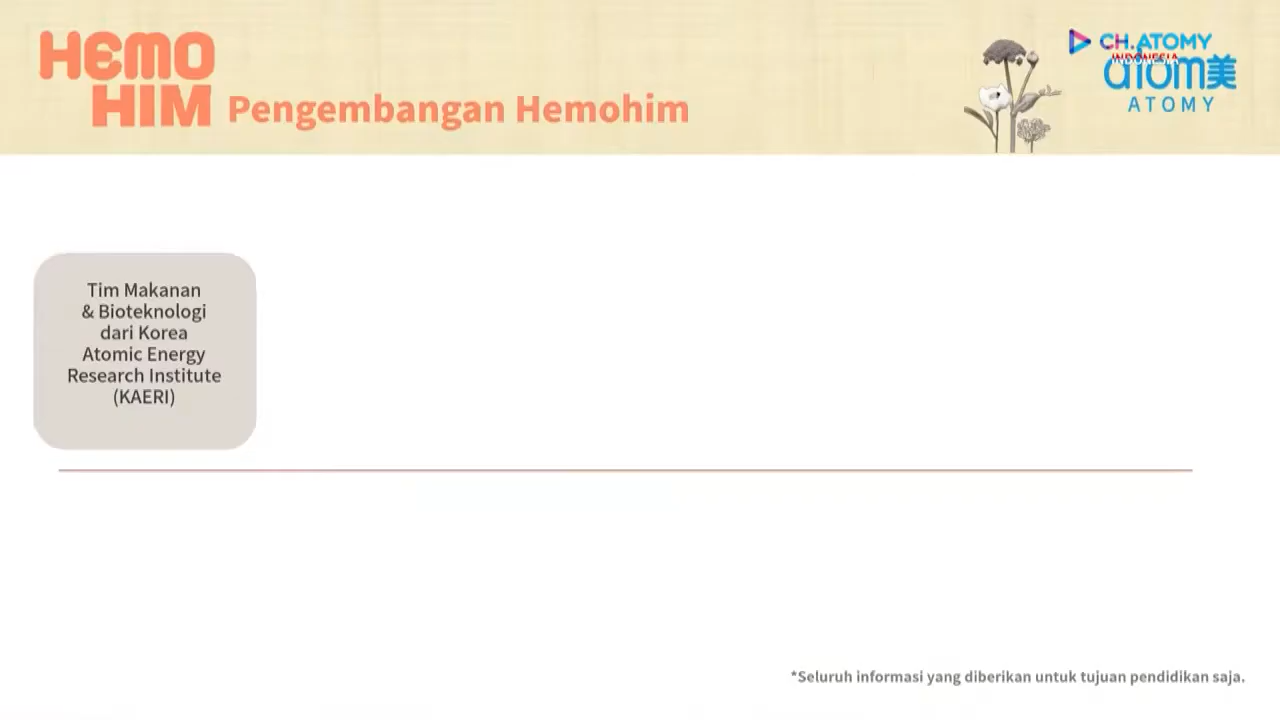 HEMO
HIM
Pengembangan Hemohim
CH.ATOMY
INDONESIA
atom美
ATOMY
Tim Makanan
& Bioteknologi
dari Korea
Atomic Energy
Research Institute
(KAERI)
*Seluruh informasi yang diberikan untuk tujuan pendidikan saja.